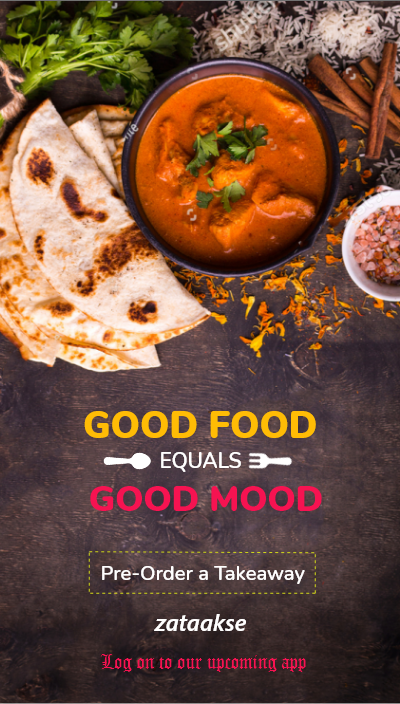 GOOD FOOD
EQUALS
GOOD MOOD
Pre-Order a Takeaway
zataakse
Log on to our upcoming app